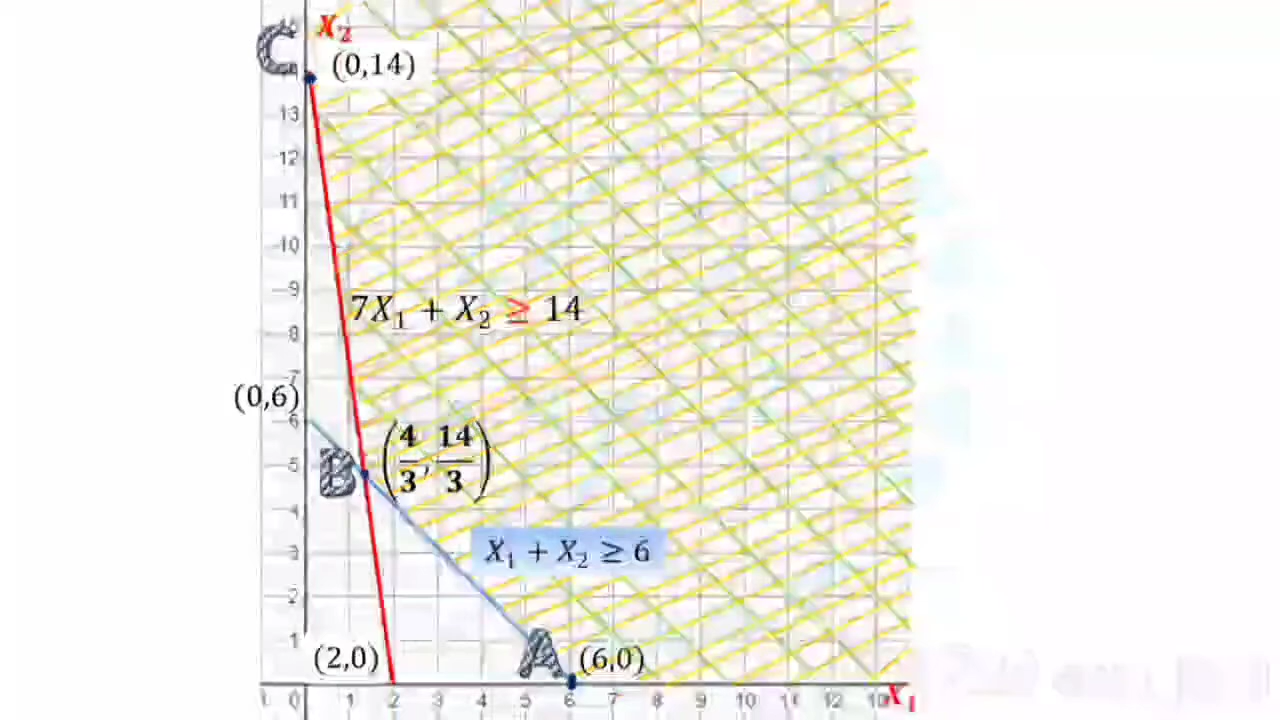 X₂
C
(0,14)
13
12
11
10
9
7X₁ + X₂ ≥ 14
8
7
(0,6)
6
(4/3, 14/3)
B
5
4
X₁ + X₂ ≥ 6
3
2
1
A
(2,0)
(6,0)
1 0 1 2 3 4 5 6 7 8 9 10 11 12 13
X₁